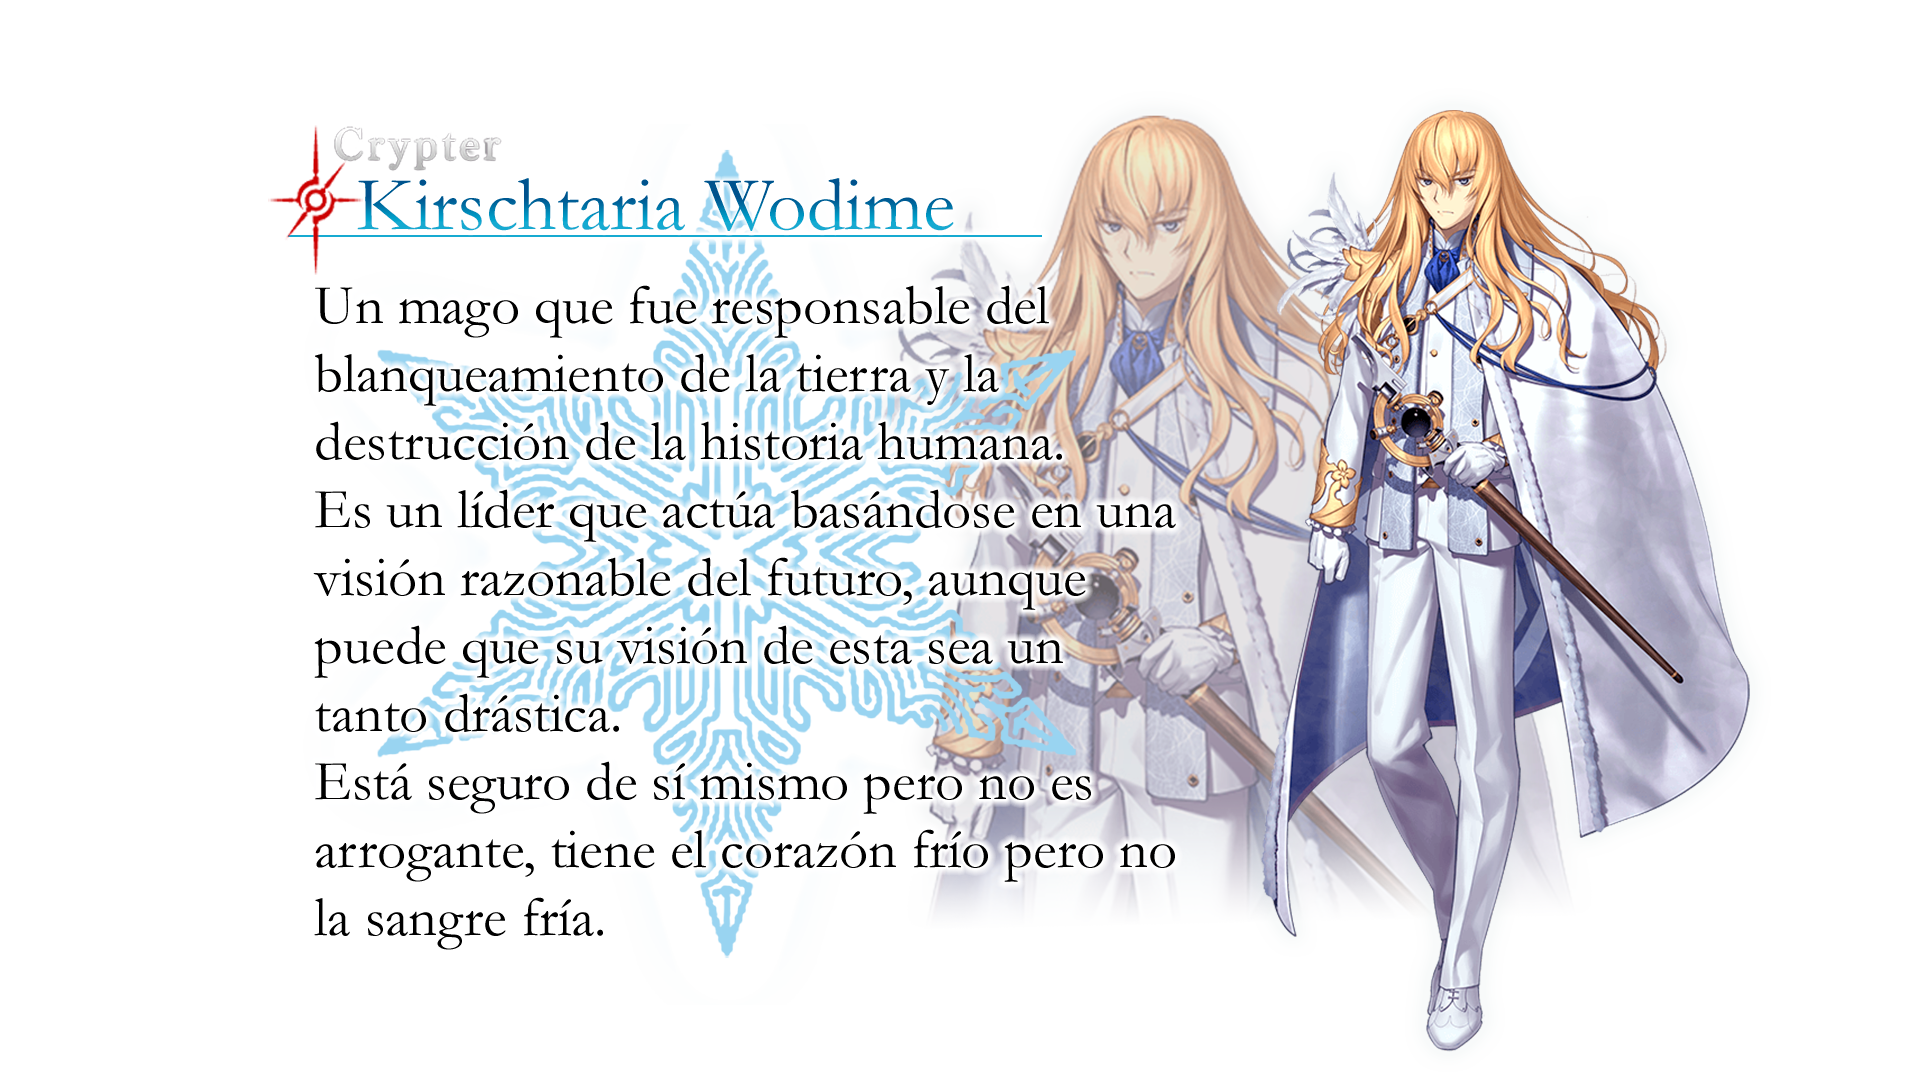 Crypter
Kirschtaria Wodime
Un mago que fue responsable del
blanqueamiento de la tierra y la
destrucción de la historia humana.
Es un líder que actúa basándose en una
visión razonable del futuro, aunque
puede que su visión de esta sea un
tanto drástica.
Está seguro de sí mismo pero no es
arrogante, tiene el corazón frío pero no
la sangre fría.